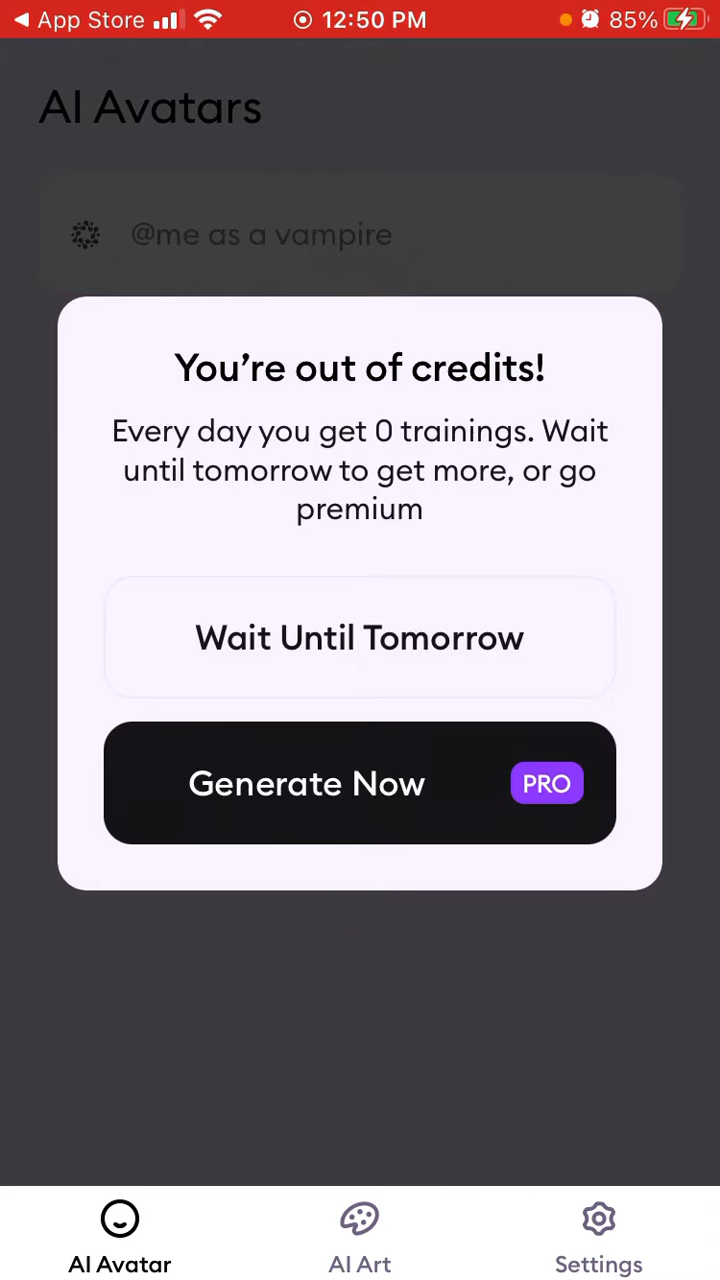 App Store 12:50 PM 85%
AI Avatars
@me as a vampire
You're out of credits!
Every day you get 0 trainings. Wait
until tomorrow to get more, or go
premium
Wait Until Tomorrow
Generate Now PRO
AI Avatar AI Art Settings